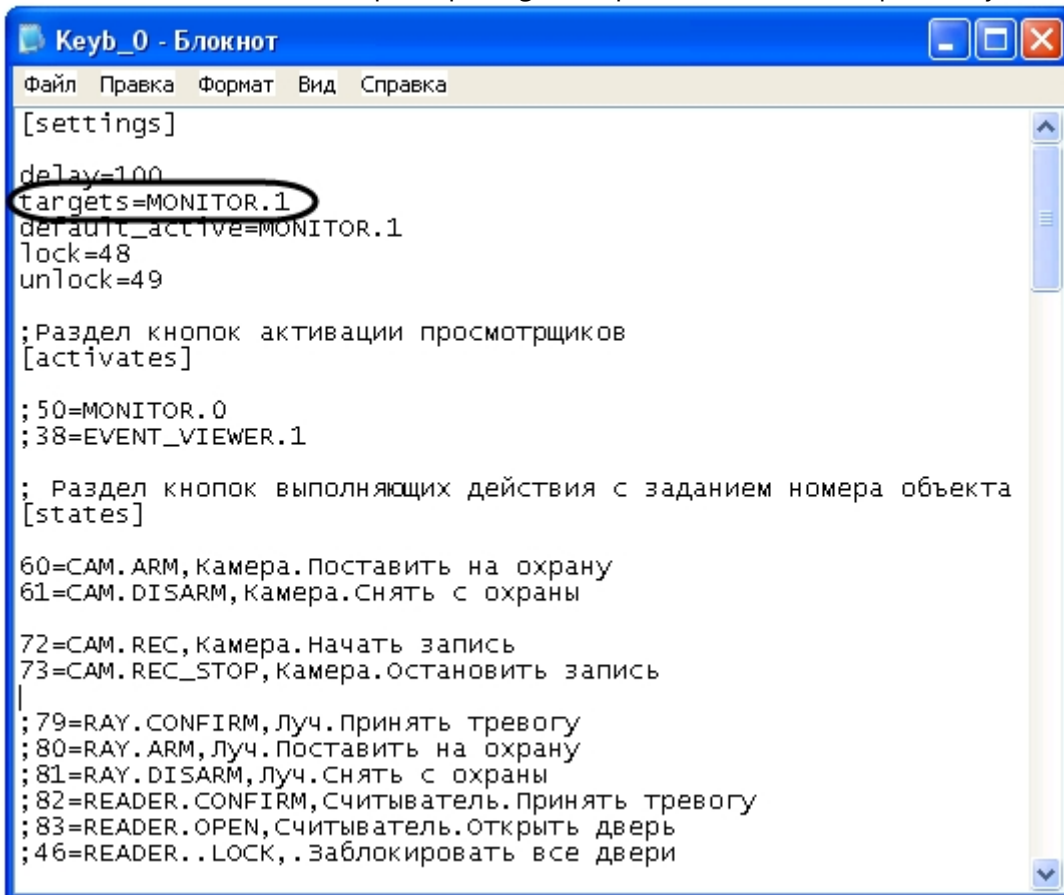 Keyb_0 - Блокнот
Файл Правка Формат Вид Справка
[settings]
delay=100
targets=MONITOR.1
default_active=MONITOR.1
lock=48
unlock=49
;Раздел кнопок активации просмотрщиков
[activates]
;50=MONITOR.0
;38=EVENT_VIEWER.1
; Раздел кнопок выполняющих действия с заданием номера объекта
[states]
60=CAM.ARM,Камера.Поставить на охрану
61=CAM.DISARM,Камера.Снять с охраны
72=CAM.REC,Камера.Начать запись
73=CAM.REC_STOP,Камера.Остановить запись
;79=RAY.CONFIRM,Луч.Принять тревогу
;80=RAY.ARM,Луч.Поставить на охрану
;81=RAY.DISARM,Луч.Снять с охраны
;82=READER.CONFIRM,Считыватель.Принять тревогу
;83=READER.OPEN,Считыватель.Открыть дверь
;46=READER..LOCK,.Заблокировать все двери